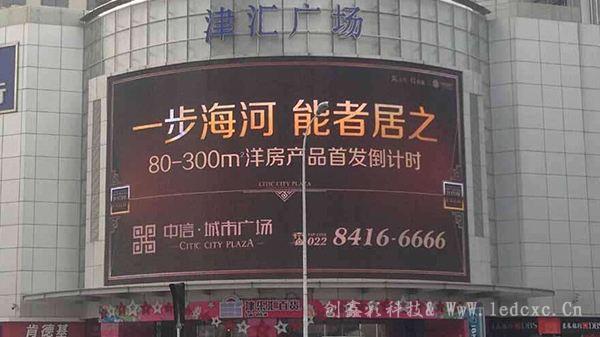 津汇广场
一步海河 能者居之
80-300m²洋房产品首发倒计时
CITIC CITY PLAZA
中信·城市广场
CITIC CITY PLAZA
022 8416-6666
创鑫彩科技& Www.ledcxc.Cn
肯德基
DBS